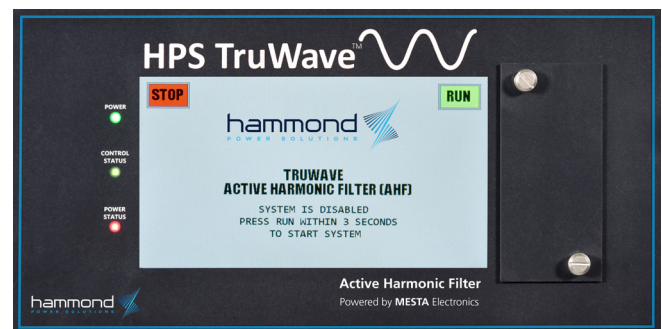 HPS TruWave™
STOP
RUN
hammond
POWER SOLUTIONS
TRUWAVE
ACTIVE HARMONIC FILTER (AHF)
SYSTEM IS DISABLED
PRESS RUN WITHIN 3 SECONDS
TO START SYSTEM
POWER
CONTROL
STATUS
POWER
STATUS
Active Harmonic Filter
Powered by MESTA Electronics
hammond
POWER SOLUTIONS